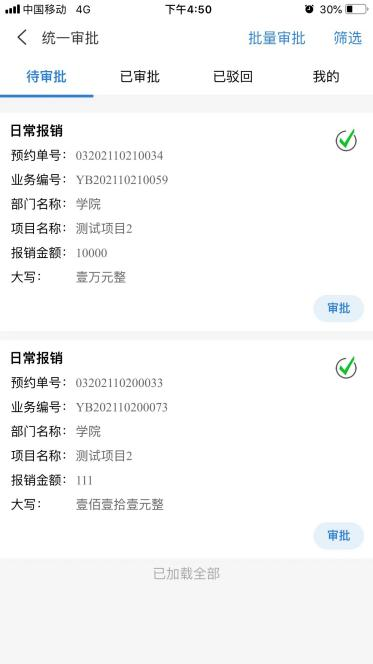 中国移动 4G 下午4:50 30%
统一审批 批量审批 筛选
待审批 已审批 已驳回 我的
日常报销
预约单号: 03202110210034
业务编号: YB202110210059
部门名称: 学院
项目名称: 测试项目2
报销金额: 10000
大写: 壹万元整
审批
日常报销
预约单号: 03202110200033
业务编号: YB202110200073
部门名称: 学院
项目名称: 测试项目2
报销金额: 111
大写: 壹佰壹拾壹元整
审批
已加载全部